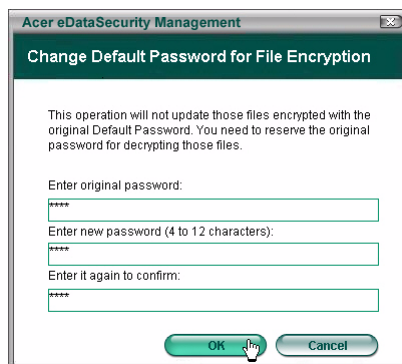 Acer eDataSecurity Management
Change Default Password for File Encryption
This operation will not update those files encrypted with the
original Default Password. You need to reserve the original
password for decrypting those files.
Enter original password:
****
Enter new password (4 to 12 characters):
****
Enter it again to confirm:
****
OK Cancel